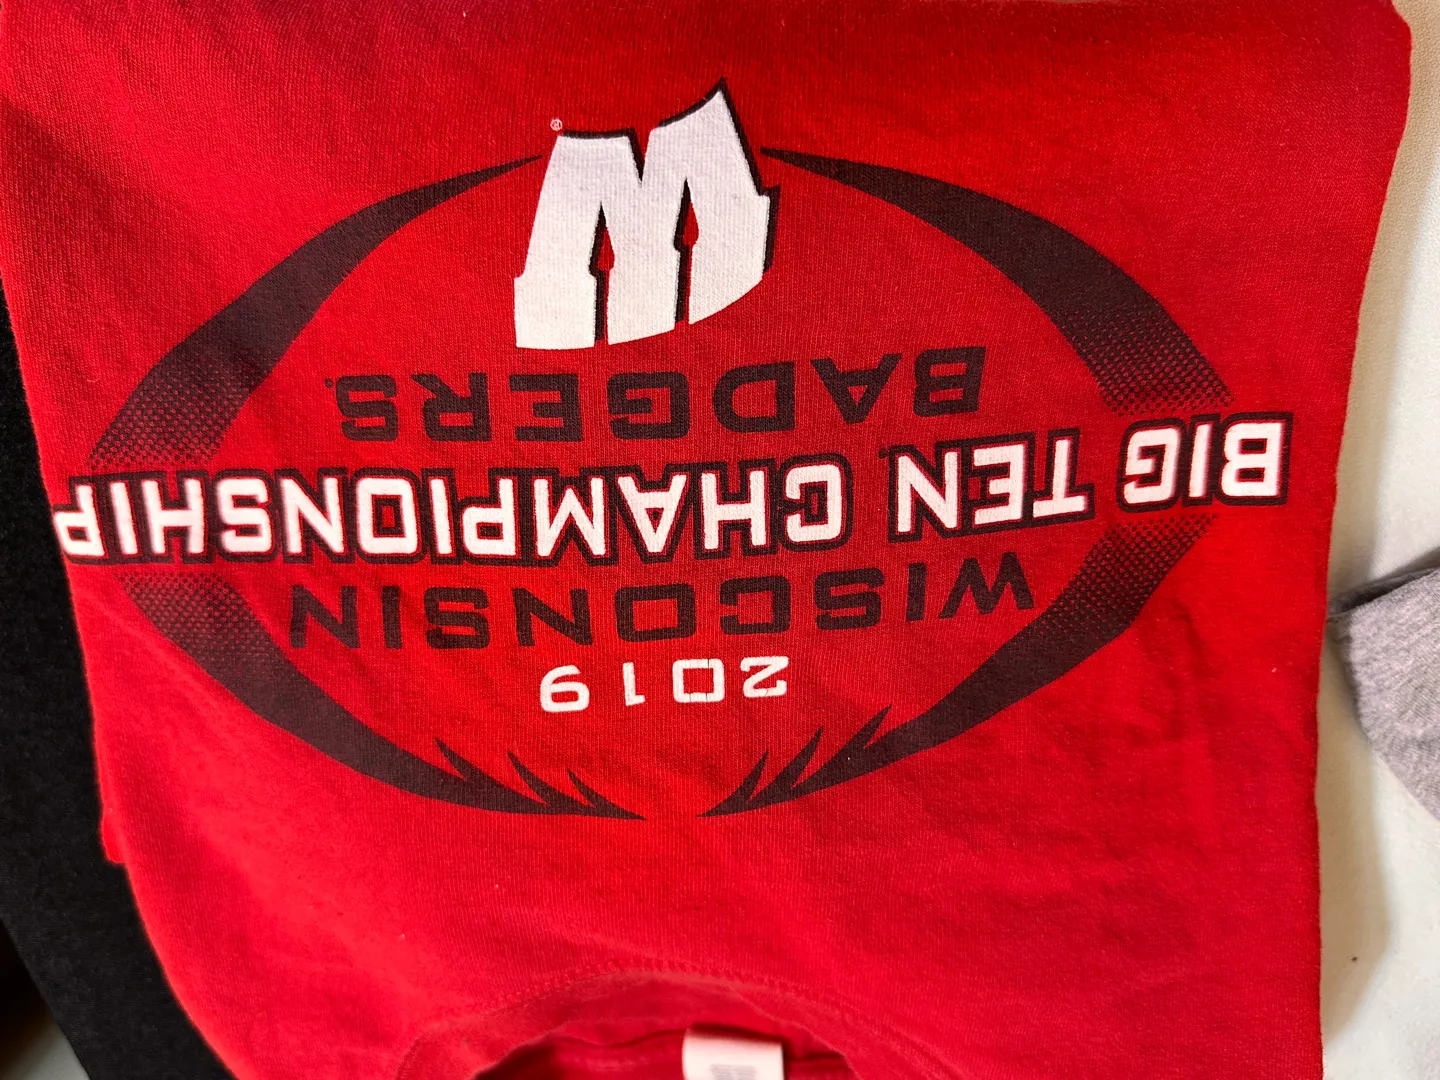 2019
WISCONSIN
BIG TEN CHAMPIONSHIP
BADGERS.
W
®